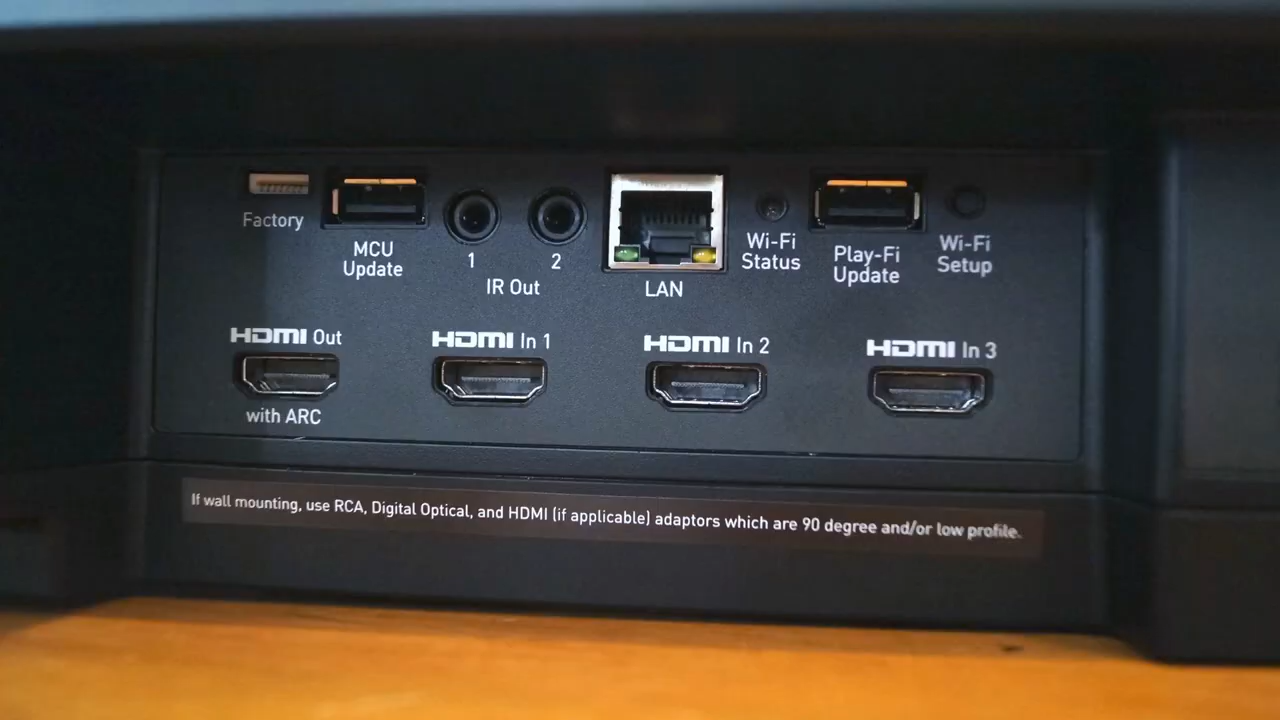 Factory
MCU
Update
1
2
IR Out
LAN
Wi-Fi
Status
Play-Fi
Update
Wi-Fi
Setup
HDMI Out
with ARC
HDMI In 1
HDMI In 2
HDMI In 3
If wall mounting, use RCA, Digital Optical, and HDMI (if applicable) adaptors which are 90 degree and/or low profile.